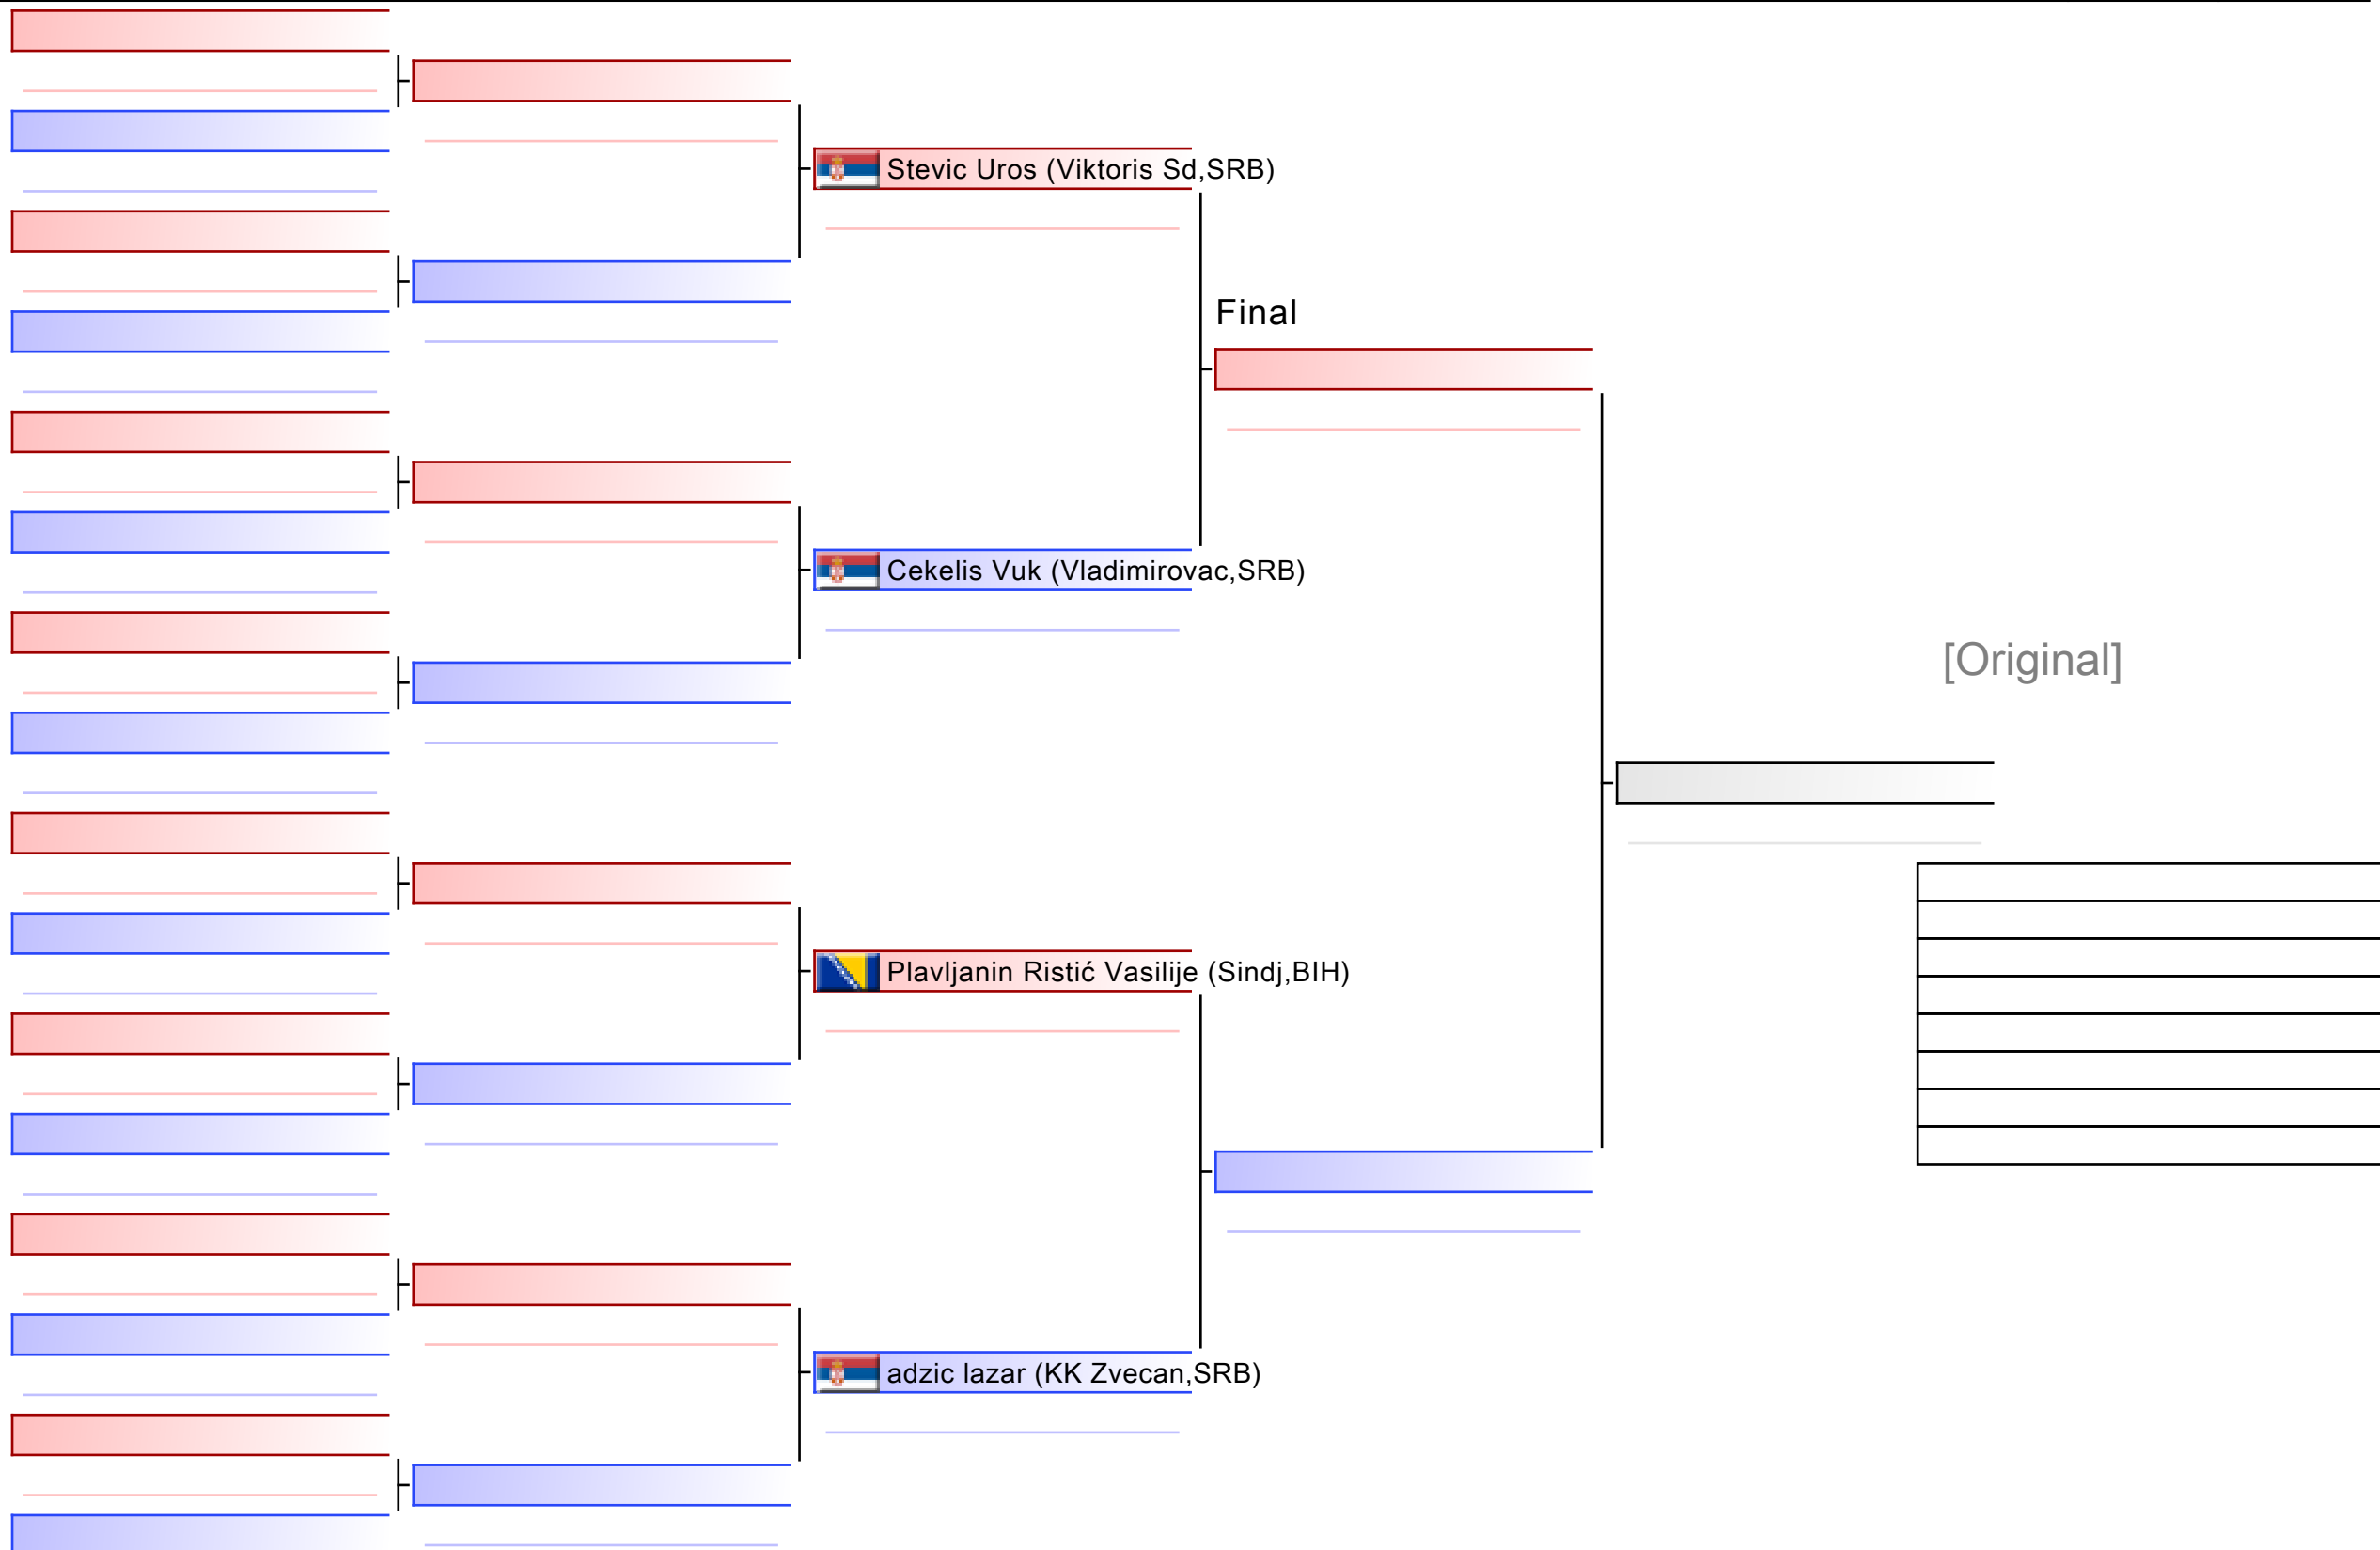 Stevic Uros (Viktoris Sd,SRB)
Final
Cekelis Vuk (Vladimirovac,SRB)
[Original]
Plavljanin Ristić Vasilije (Sindj,BIH)
adzic lazar (KK Zvecan,SRB)